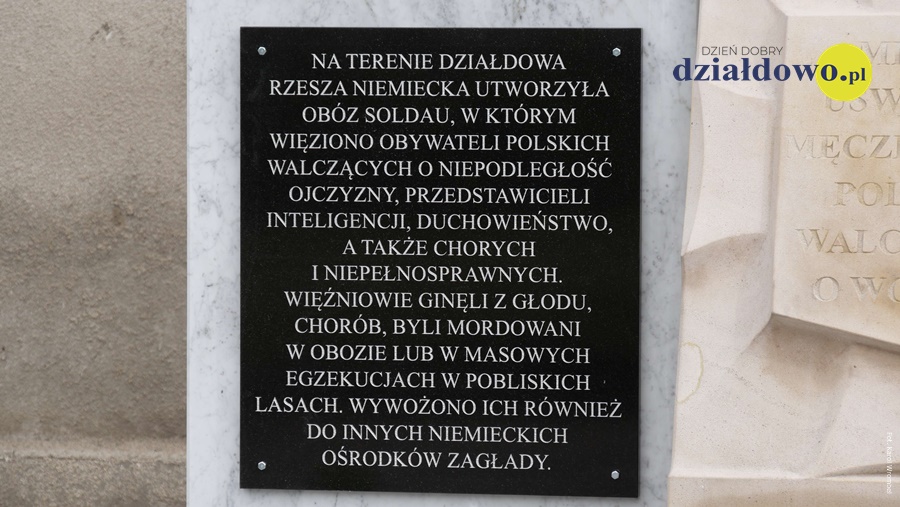 NA TERENIE DZIAŁDOWA
RZESZA NIEMIECKA UTWORZYŁA
OBÓZ SOLDAU, W KTÓRYM
WIĘZIONO OBYWATELI POLSKICH
WALCZĄCYCH O NIEPODLEGŁOŚĆ
OJCZYZNY, PRZEDSTAWICIELI
INTELIGENCJI, DUCHOWIEŃSTWO,
A TAKŻE CHORYCH
I NIEPEŁNOSPRAWNYCH.
WIĘŹNIOWIE GINĘLI Z GŁODU,
CHORÓB, BYLI MORDOWANI
W OBOZIE LUB W MASOWYCH
EGZEKUCJACH W POBLISKICH
LASACH. WYWOŻONO ICH RÓWNIEŻ
DO INNYCH NIEMIECKICH
OŚRODKÓW ZAGŁADY.
DZIEŃ DOBRY
działdowo.pl